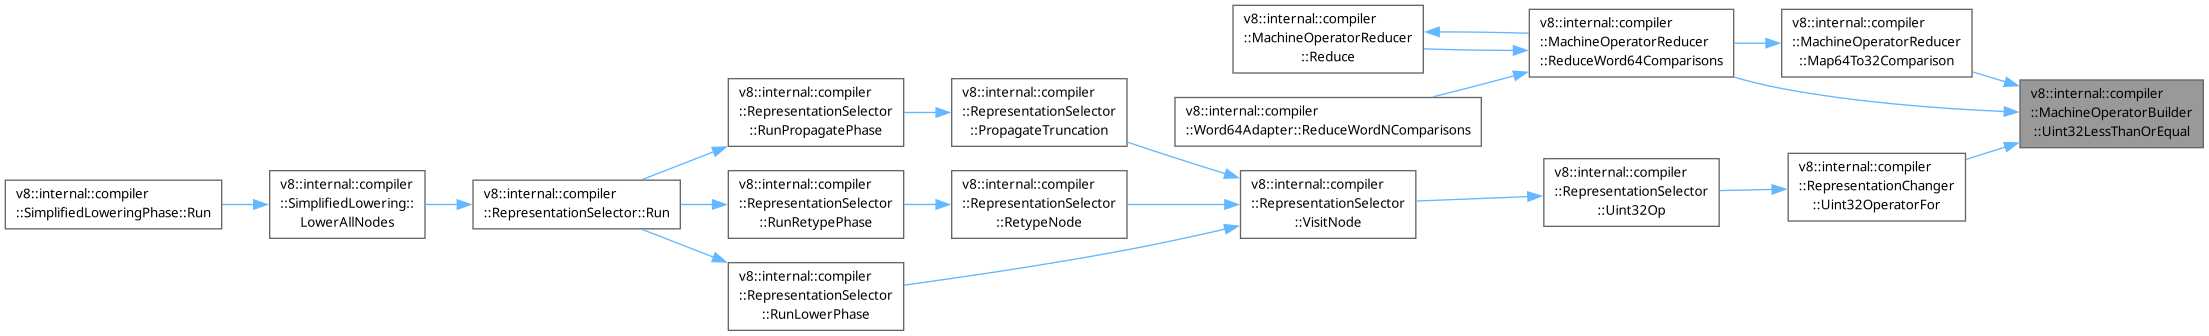 v8::internal::compiler
::SimplifiedLoweringPhase::Run
v8::internal::compiler
::SimplifiedLowering::
LowerAllNodes
v8::internal::compiler
::RepresentationSelector::Run
v8::internal::compiler
::RepresentationSelector
::RunPropagatePhase
v8::internal::compiler
::RepresentationSelector
::RunRetypePhase
v8::internal::compiler
::RepresentationSelector
::RunLowerPhase
v8::internal::compiler
::RepresentationSelector
::PropagateTruncation
v8::internal::compiler
::RepresentationSelector
::RetypeNode
v8::internal::compiler
::MachineOperatorReducer
::Reduce
v8::internal::compiler
::Word64Adapter::ReduceWordNComparisons
v8::internal::compiler
::RepresentationSelector
::VisitNode
v8::internal::compiler
::MachineOperatorReducer
::ReduceWord64Comparisons
v8::internal::compiler
::RepresentationSelector
::Uint32Op
v8::internal::compiler
::MachineOperatorReducer
::Map64To32Comparison
v8::internal::compiler
::RepresentationChanger
::Uint32OperatorFor
v8::internal::compiler
::MachineOperatorBuilder
::Uint32LessThanOrEqual